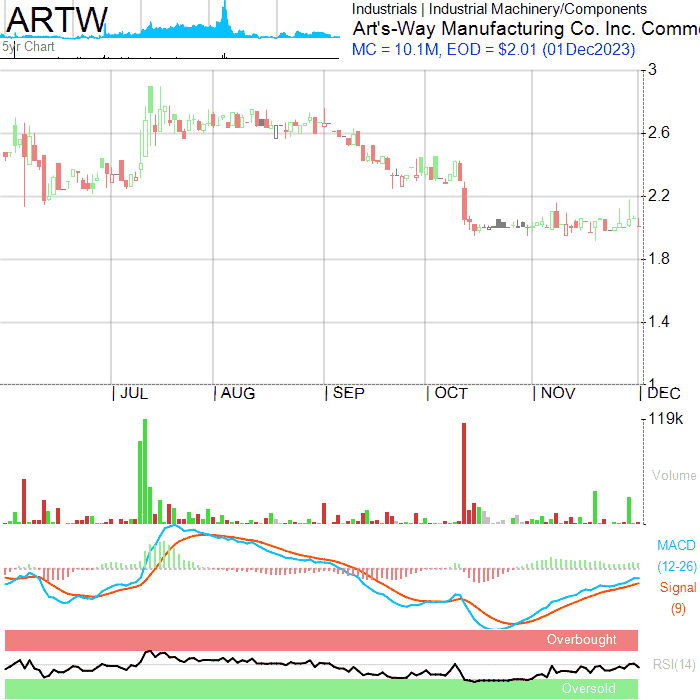 ARTW
5yr Chart
Industrials | Industrial Machinery/Components
Art's-Way Manufacturing Co. Inc. Comm
MC = 10.1M, EOD = $2.01 (01Dec2023)
3
2.6
2.2
1.8
1.4
1
JUL AUG SEP OCT NOV DEC
119k
Volume
MACD
(12-26)
Signal
(9)
Overbought
RSI(14)
Oversold